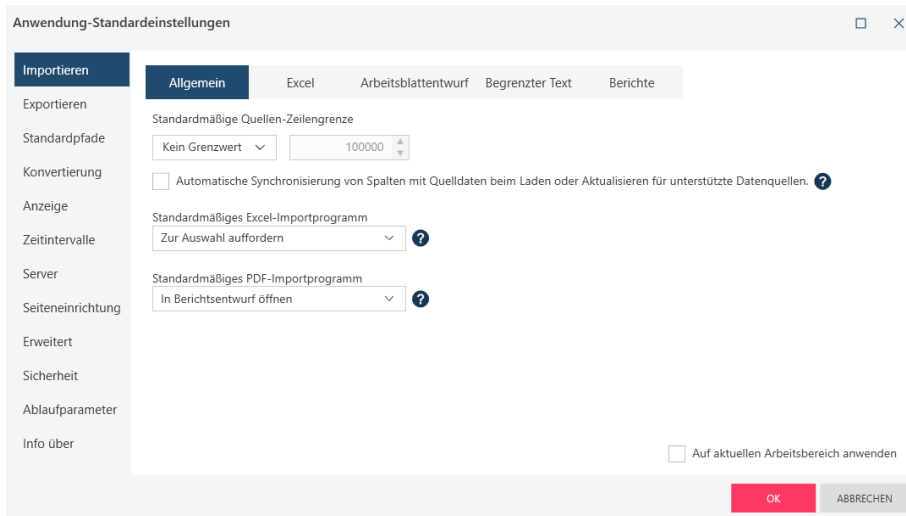 Anwendung-Standardeinstellungen
Importieren
Exportieren
Standardpfade
Konvertierung
Anzeige
Zeitintervalle
Server
Seiteneinrichtung
Erweitert
Sicherheit
Ablaufparameter
Info über
Allgemein Excel Arbeitsblattentwurf Begrenzter Text Berichte
Standardmäßige Quellen-Zeilengrenze
Kein Grenzwert 100000
Automatische Synchronisierung von Spalten mit Quelldaten beim Laden oder Aktualisieren für unterstützte Datenquellen. ?
Standardmäßiges Excel-Importprogramm
Zur Auswahl auffordern ?
Standardmäßiges PDF-Importprogramm
In Berichtsentwurf öffnen ?
Auf aktuellen Arbeitsbereich anwenden
OK ABBRECHEN